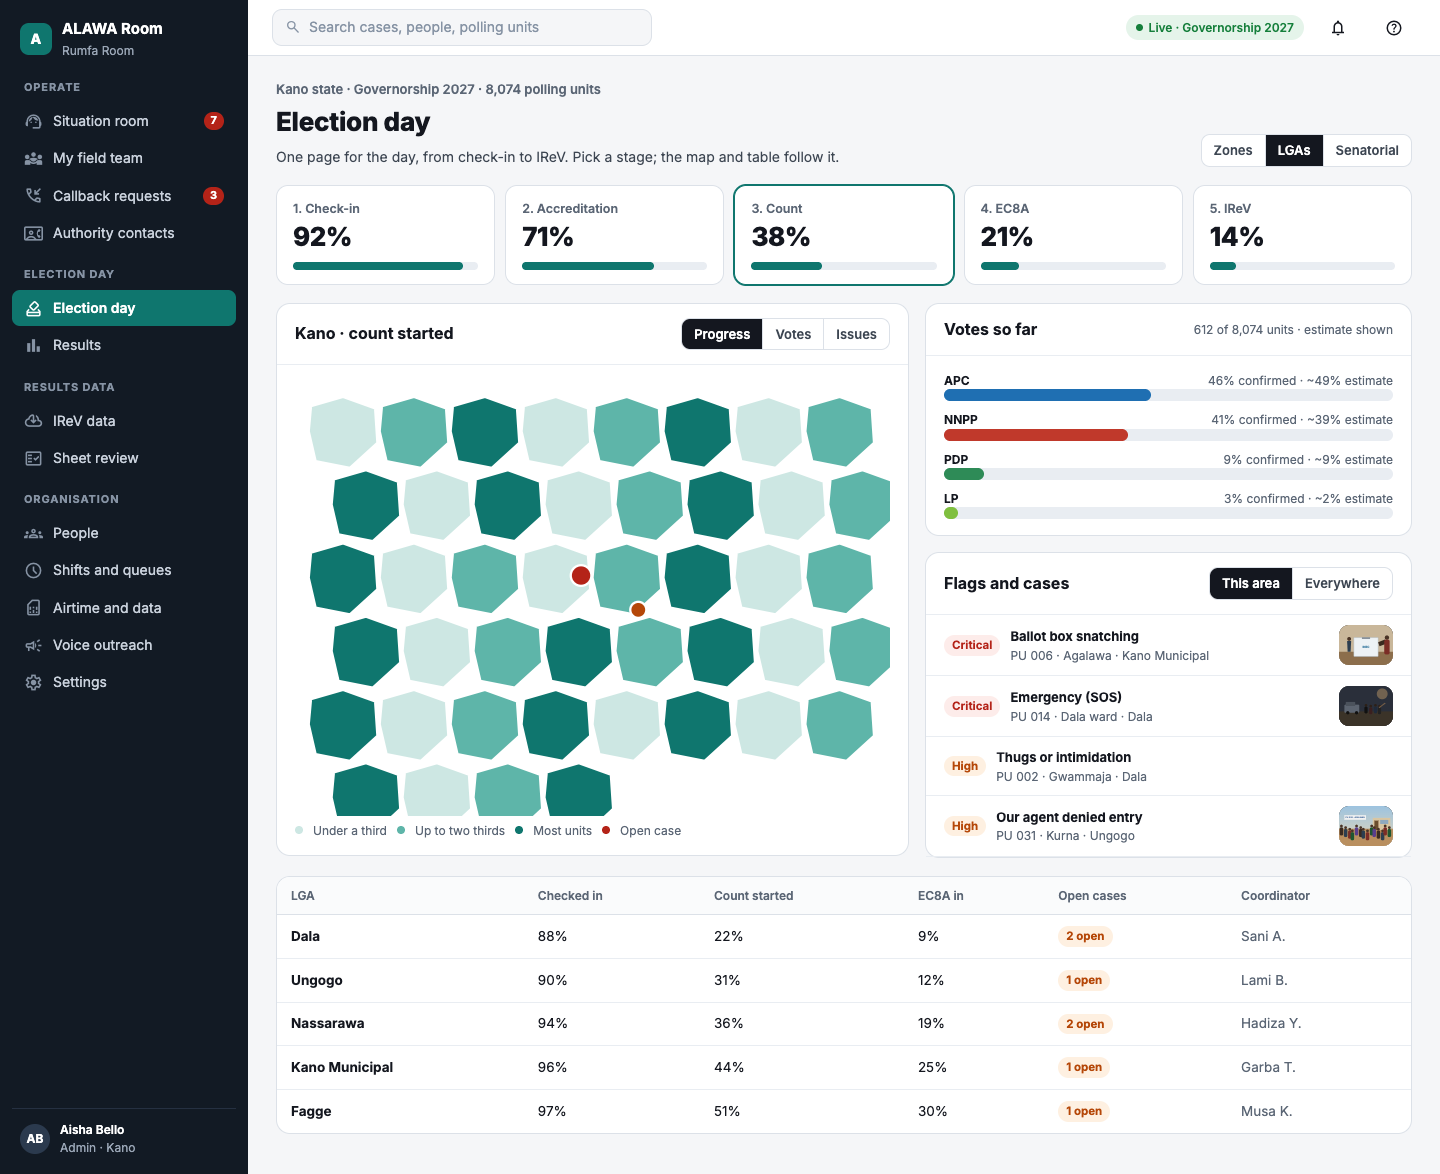 A
ALAWA Room
Rumfa Room
OPERATE
Situation room 7
My field team
Callback requests 3
Authority contacts
ELECTION DAY
Election day
Results
RESULTS DATA
IReV data
Sheet review
ORGANISATION
People
Shifts and queues
Airtime and data
Voice outreach
Settings
AB
Aisha Bello
Admin · Kano
Search cases, people, polling units
Live · Governorship 2027
Kano state · Governorship 2027 · 8,074 polling units
Election day
One page for the day, from check-in to IReV. Pick a stage; the map and table follow it.
Zones LGAs Senatorial
1. Check-in
92%
2. Accreditation
71%
3. Count
38%
4. EC8A
21%
5. IReV
14%
Kano · count started
Progress Votes Issues
Under a third Up to two thirds Most units Open case
Votes so far
612 of 8,074 units · estimate shown
APC 46% confirmed · ~49% estimate
NNPP 41% confirmed · ~39% estimate
PDP 9% confirmed · ~9% estimate
LP 3% confirmed · ~2% estimate
Flags and cases
This area Everywhere
Critical
Ballot box snatching
PU 006 · Agalawa · Kano Municipal
Critical
Emergency (SOS)
PU 014 · Dala ward · Dala
High
Thugs or intimidation
PU 002 · Gwammaja · Dala
High
Our agent denied entry
PU 031 · Kurna · Ungogo
LGA Checked in Count started EC8A in Open cases Coordinator
Dala 88% 22% 9% 2 open Sani A.
Ungogo 90% 31% 12% 1 open Lami B.
Nassarawa 94% 36% 19% 2 open Hadiza Y.
Kano Municipal 96% 44% 25% 1 open Garba T.
Fagge 97% 51% 30% 1 open Musa K.